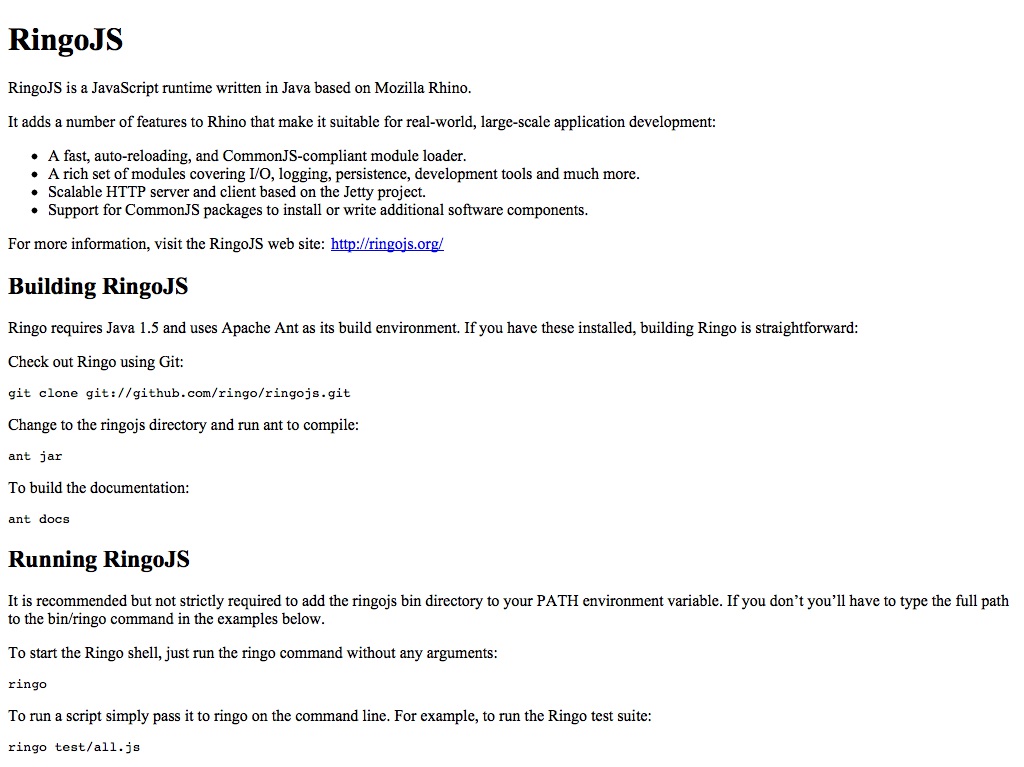 RingoJS
RingoJS is a JavaScript runtime written in Java based on Mozilla Rhino.
It adds a number of features to Rhino that make it suitable for real-world, large-scale application development:
• A fast, auto-reloading, and CommonJS-compliant module loader.
• A rich set of modules covering I/O, logging, persistence, development tools and much more.
• Scalable HTTP server and client based on the Jetty project.
• Support for CommonJS packages to install or write additional software components.
For more information, visit the RingoJS web site: http://ringojs.org/
Building RingoJS
Ringo requires Java 1.5 and uses Apache Ant as its build environment. If you have these installed, building Ringo is straightforward:
Check out Ringo using Git:
git clone git://github.com/ringo/ringojs.git
Change to the ringojs directory and run ant to compile:
ant jar
To build the documentation:
ant docs
Running RingoJS
It is recommended but not strictly required to add the ringojs bin directory to your PATH environment variable. If you don’t you’ll have to type the full path
to the bin/ringo command in the examples below.
To start the Ringo shell, just run the ringo command without any arguments:
ringo
To run a script simply pass it to ringo on the command line. For example, to run the Ringo test suite:
ringo test/all.js